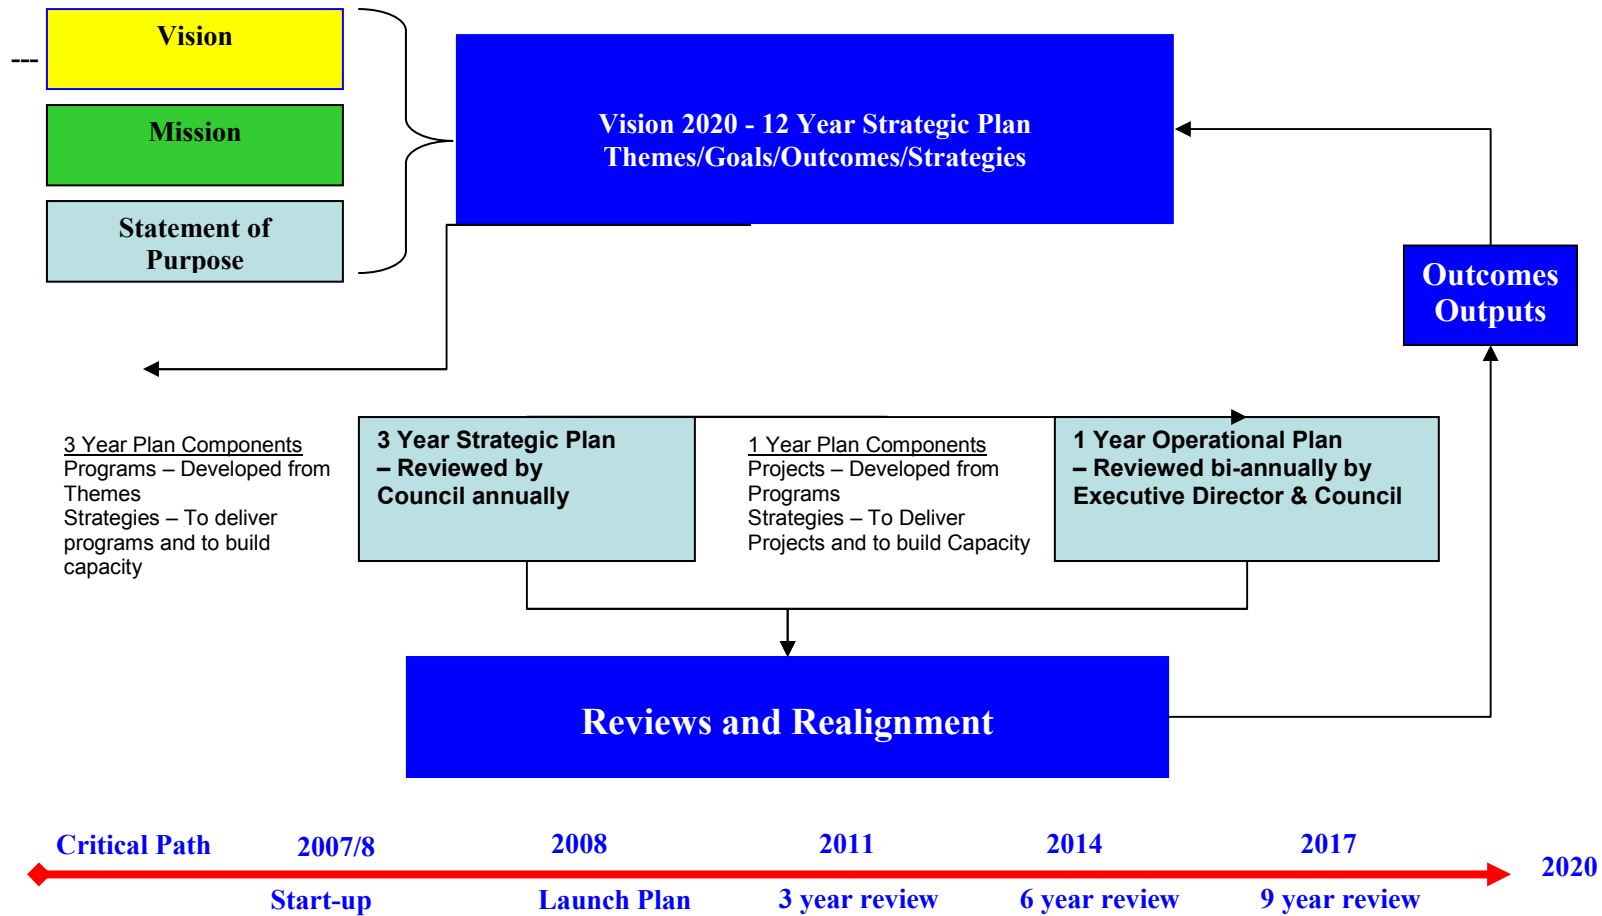 Vision
---
Mission
Statement of
Purpose
Vision 2020 - 12 Year Strategic Plan
Themes/Goals/Outcomes/Strategies
Outcomes
Outputs
3 Year Plan Components
Programs – Developed from
Themes
Strategies – To deliver
programs and to build
capacity
3 Year Strategic Plan
– Reviewed by
Council annually
1 Year Plan Components
Projects – Developed from
Programs
Strategies – To Deliver
Projects and to build Capacity
1 Year Operational Plan
– Reviewed bi-annually by
Executive Director & Council
Reviews and Realignment
Critical Path
2007/8
2008
2011
2014
2017
2020
Start-up
Launch Plan
3 year review
6 year review
9 year review